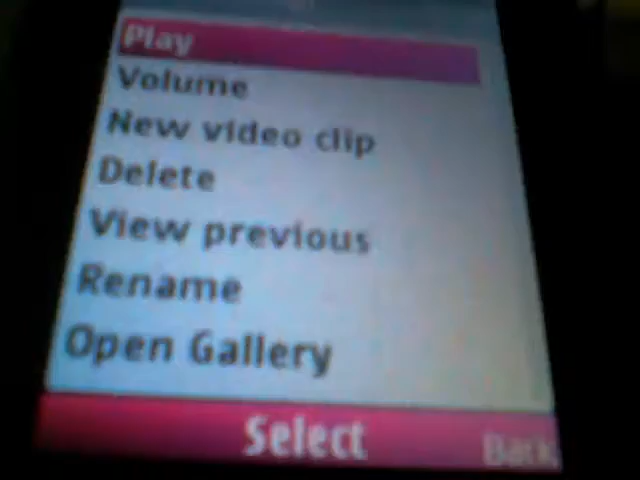 Play
Volume
New video clip
Delete
View previous
Rename
Open Gallery
Select
Back